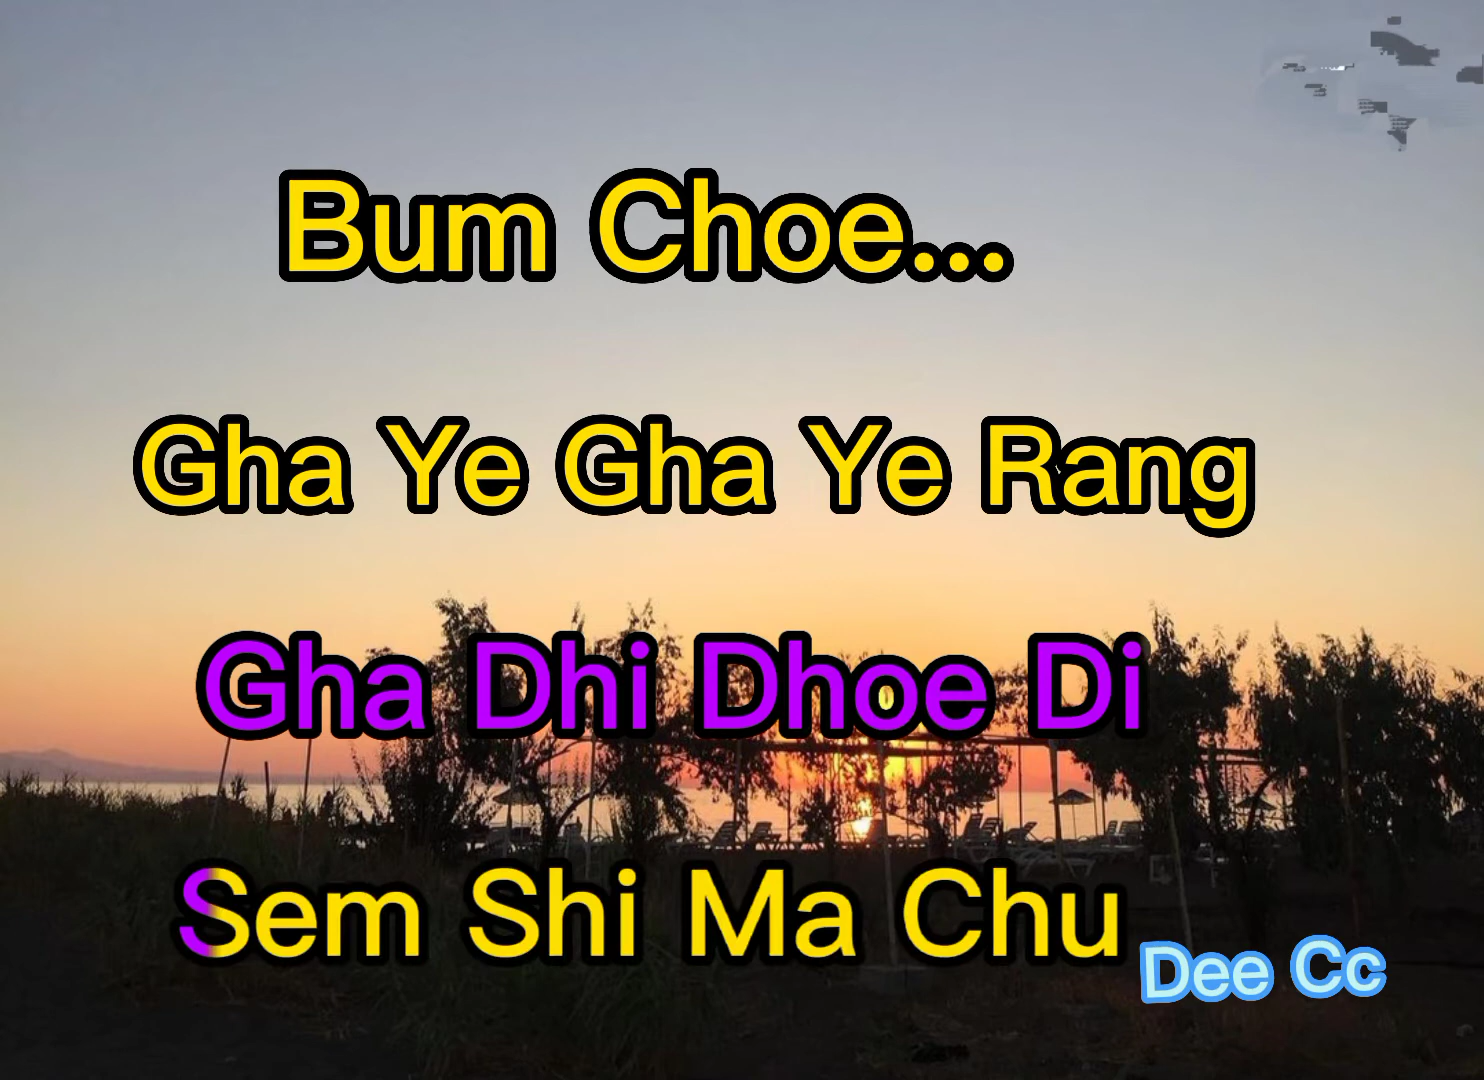 Bum Choe...
Gha Ye Gha Ye Rang
Gha Dhi Dhoe Di
Sem Shi Ma Chu
Dee Cc